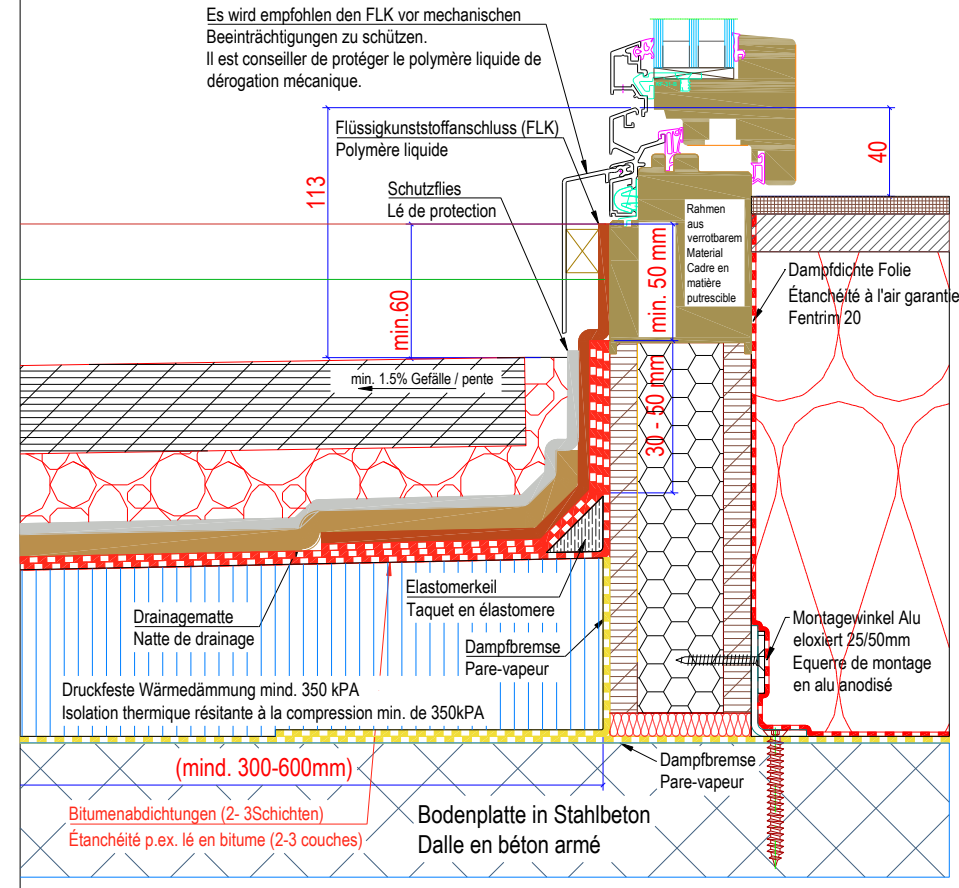 Es wird empfohlen den FLK vor mechanischen
Beeinträchtigungen zu schützen.
Il est conseiller de protéger le polymère liquide de
dérogation mécanique.
Flüssigkunststoffanschluss (FLK)
Polymère liquide
113
40
Schutzflies
Lé de protection
Rahmen
aus
verrotbarem
Material
Cadre en
matière
putrescible
min.60
min. 50 mm
30 - 50 mm
Dampfdichte Folie
Étanchéité à l'air garantie
Fentrim 20
min. 1.5% Gefälle / pente
Elastomerkeil
Taquet en élastomere
Drainagematte
Natte de drainage
Dampfbremse
Pare-vapeur
Montagewinkel Alu
eloxiert 25/50mm
Equerre de montage
en alu anodisé
Druckfeste Wärmedämmung mind. 350 kPA
Isolation thermique résitante à la compression min. de 350kPA
(mind. 300-600mm)
Dampfbremse
Pare-vapeur
Bitumenabdichtungen (2- 3Schichten)
Étanchéité p.ex. lé en bitume (2-3 couches)
Bodenplatte in Stahlbeton
Dalle en béton armé